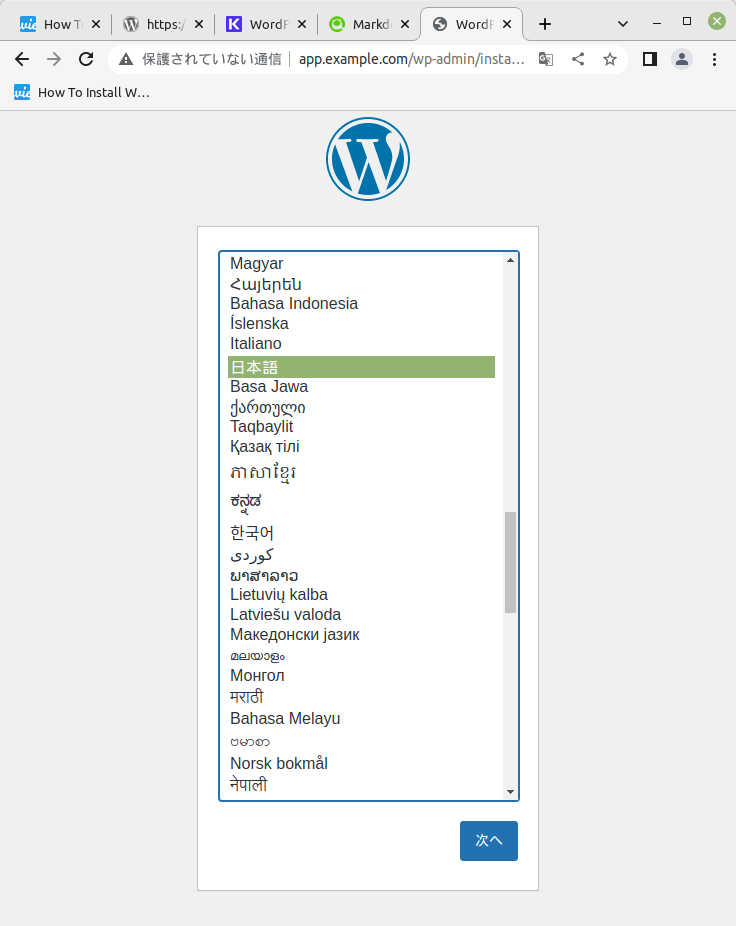 How To
https:/
WordP
Markd
WordP
保護されていない通信
app.example.com/wp-admin/insta…
How To Install W…
Magyar
Հայերեն
Bahasa Indonesia
Íslenska
Italiano
日本語
Basa Jawa
ქართული
Taqbaylit
Қазақ тілі
ភាសាខ្មែរ
ಕನ್ನಡ
한국어
كوردی
ພາສາລາວ
Lietuvių kalba
Latviešu valoda
Македонски јазик
മലയാളം
Монгол
मराठी
Bahasa Melayu
ဗမာစာ
Norsk bokmål
नेपाली
次へ